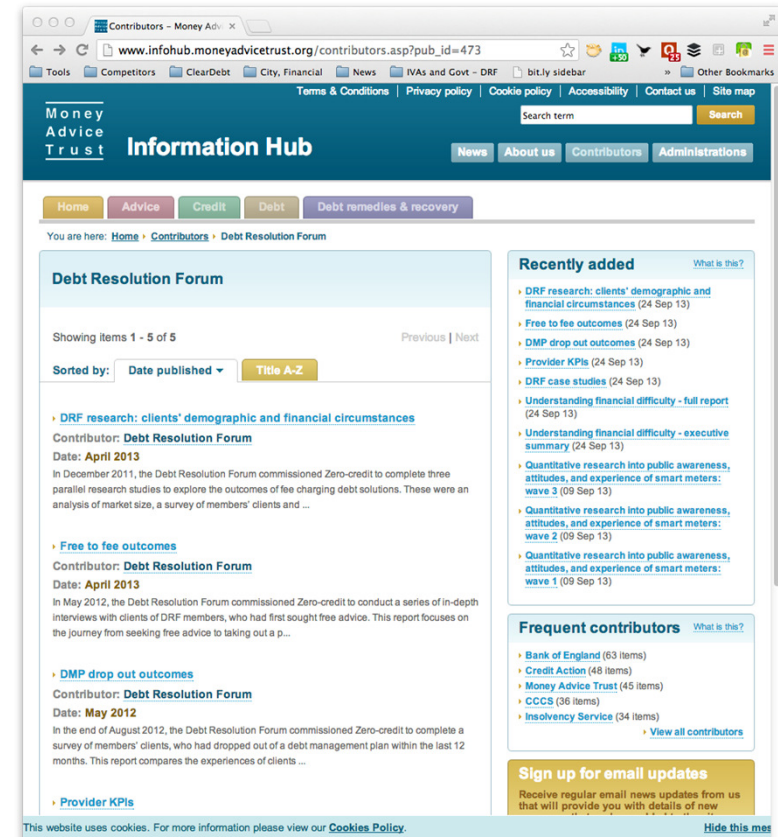 Contributors – Money Advi
www.infohub.moneyadvicetrust.org/contributors.asp?pub_id=473
+50
23
Tools Competitors ClearDebt City, Financial News IVAs and Govt – DRF bit.ly sidebar » Other Bookmarks
Terms & Conditions | Privacy policy | Cookie policy | Accessibility | Contact us | Site map
Money
Advice
Trust
Information Hub
Search term
Search
News About us Contributors Administrations
Home Advice Credit Debt Debt remedies & recovery
You are here: Home › Contributors › Debt Resolution Forum
Debt Resolution Forum
Showing items 1 - 5 of 5
Previous | Next
Sorted by: Date published Title A-Z
DRF research: clients' demographic and financial circumstances
Contributor: Debt Resolution Forum
Date: April 2013
In December 2011, the Debt Resolution Forum commissioned Zero-credit to complete three
parallel research studies to explore the outcomes of fee charging debt solutions. These were an
analysis of market size, a survey of members' clients and ...
Free to fee outcomes
Contributor: Debt Resolution Forum
Date: April 2013
In May 2012, the Debt Resolution Forum commissioned Zero-credit to conduct a series of in-depth
interviews with clients of DRF members, who had first sought free advice. This report focuses on
the journey from seeking free advice to taking out a p...
DMP drop out outcomes
Contributor: Debt Resolution Forum
Date: May 2012
In the end of August 2012, the Debt Resolution Forum commissioned Zero-credit to complete a
survey of members' clients, who had dropped out of a debt management plan within the last 12
months. This report compares the experiences of clients ...
Provider KPIs
Recently added
What is this?
DRF research: clients' demographic and
financial circumstances (24 Sep 13)
Free to fee outcomes (24 Sep 13)
DMP drop out outcomes (24 Sep 13)
Provider KPIs (24 Sep 13)
DRF case studies (24 Sep 13)
Understanding financial difficulty - full report
(24 Sep 13)
Understanding financial difficulty - executive
summary (24 Sep 13)
Quantitative research into public awareness,
attitudes, and experience of smart meters:
wave 3 (09 Sep 13)
Quantitative research into public awareness,
attitudes, and experience of smart meters:
wave 2 (09 Sep 13)
Quantitative research into public awareness,
attitudes, and experience of smart meters:
wave 1 (09 Sep 13)
Frequent contributors
What is this?
Bank of England (63 items)
Credit Action (48 items)
Money Advice Trust (45 items)
CCCS (36 items)
Insolvency Service (34 items)
View all contributors
Sign up for email updates
Receive regular email news updates from us
that will provide you with details of new
This website uses cookies. For more information please view our Cookies Policy.
Hide this mes